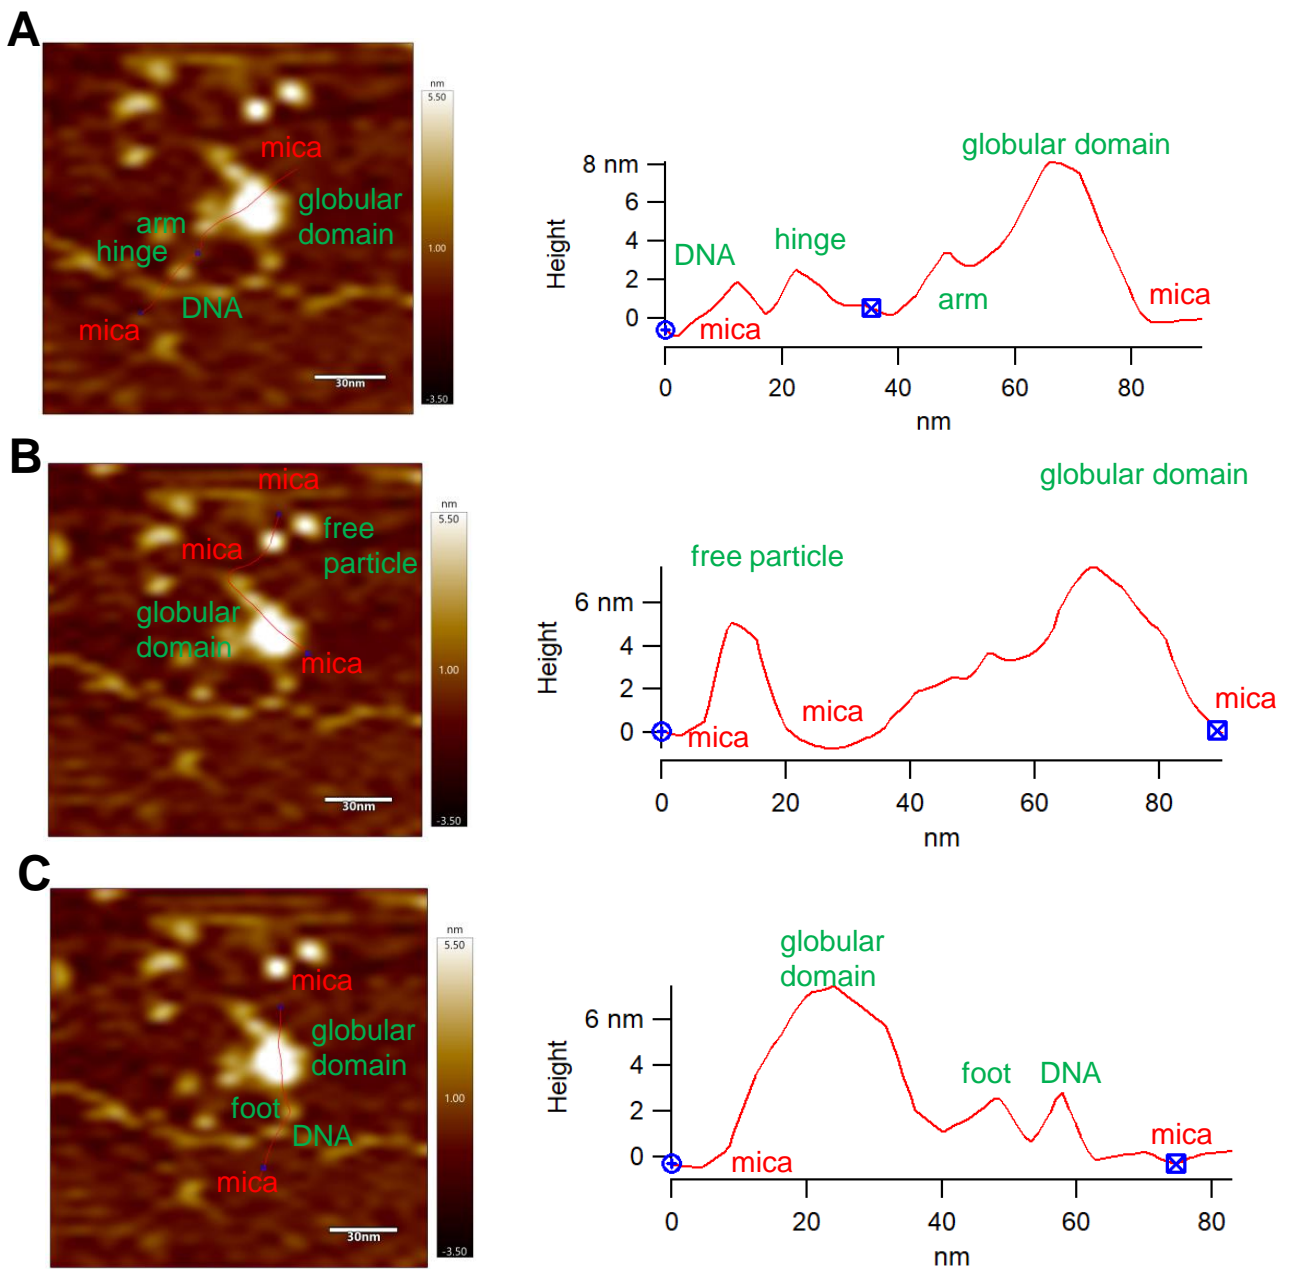 A
nm
5.50
1.00
-3.50
mica
globular
domain
arm
hinge
DNA
mica
30nm
globular domain
8 nm
6
4
2
0
Height
DNA
hinge
arm
mica
mica
0
20
40
60
80
nm
B
nm
5.50
1.00
-3.50
mica
free
particle
mica
globular
domain
mica
30nm
globular domain
free particle
6 nm
4
2
0
Height
mica
mica
mica
0
20
40
60
80
nm
C
nm
5.50
1.00
-3.50
mica
globular
domain
foot
DNA
mica
30nm
globular
domain
6 nm
4
2
0
Height
foot
DNA
mica
mica
0
20
40
60
80
nm